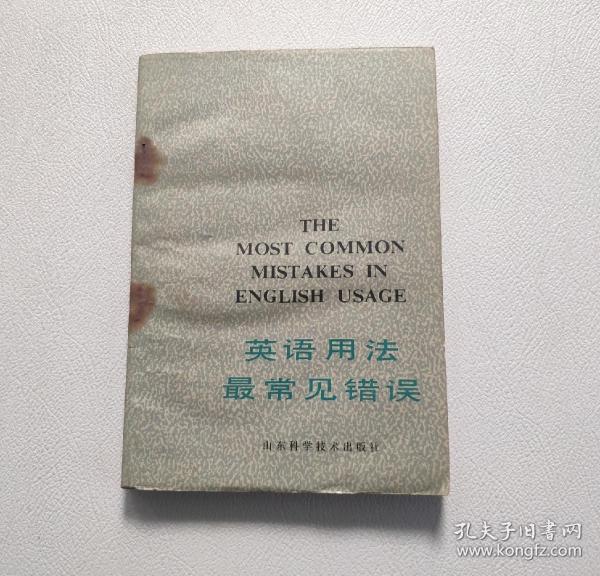 THE
MOST COMMON
MISTAKES IN
ENGLISH USAGE
英语用法
最常见错误
山东科学技术出版社
孔夫子旧书网
www.kongfz.com